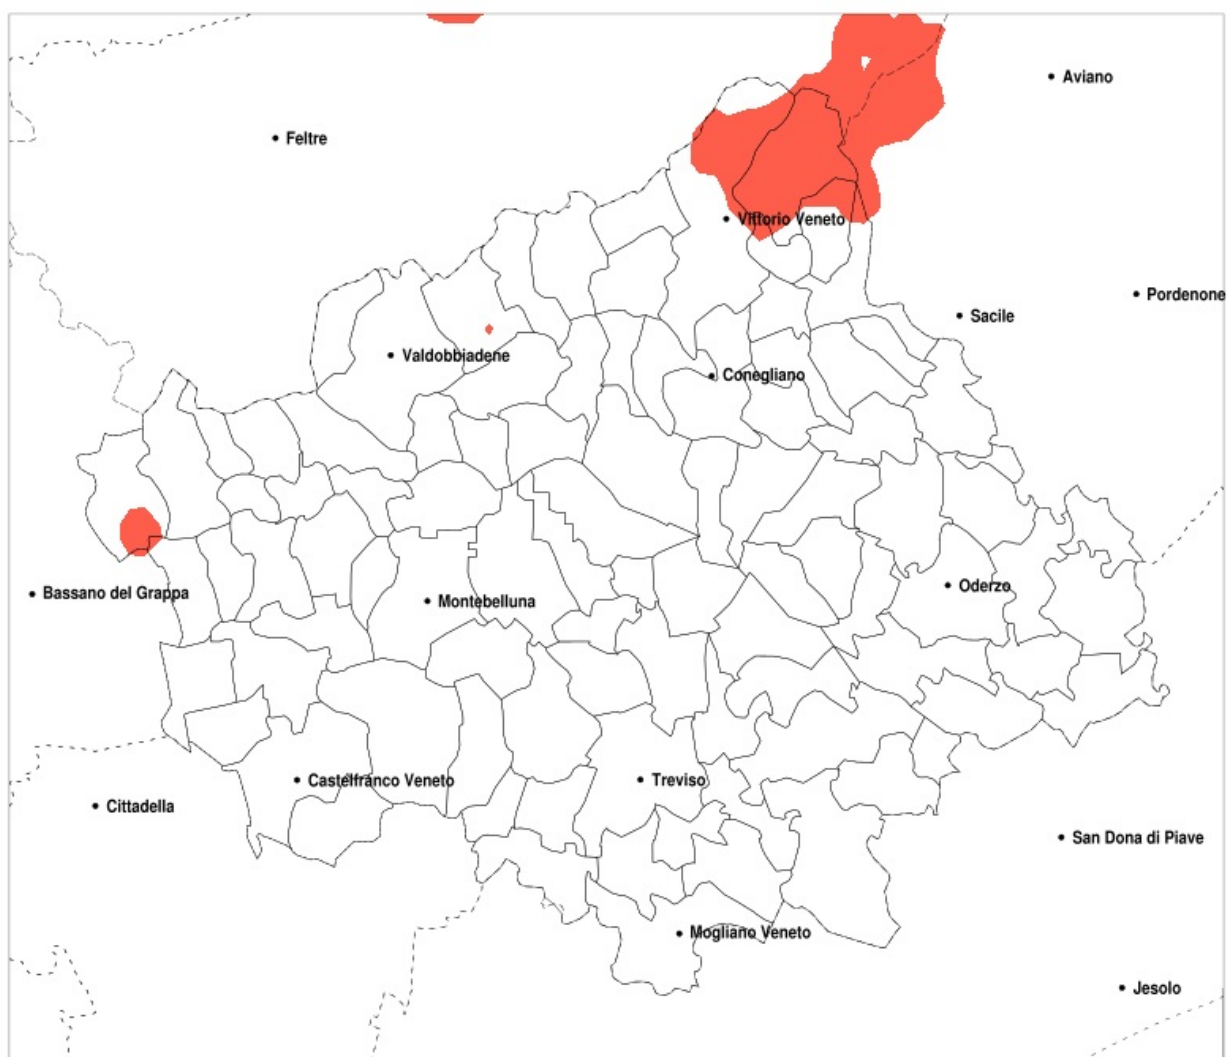 Aviano
Feltre
Vittorio Veneto
Pordenone
Sacile
Valdobbiadene
Conegliano
Bassano del Grappa
Oderzo
Montebelluna
Castelfranco Veneto
Treviso
Cittadella
San Dona di Piave
Mogliano Veneto
Jesolo